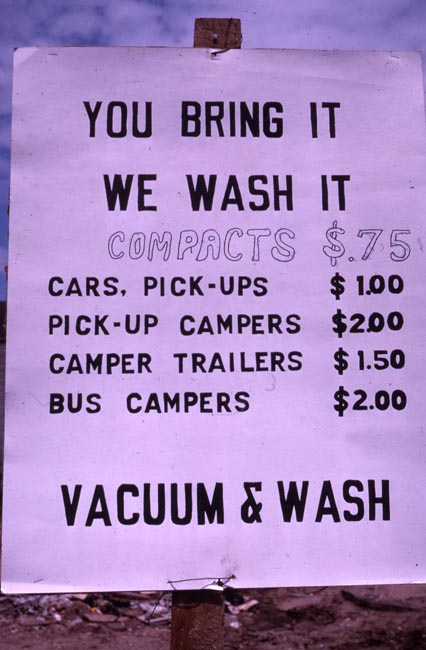 YOU BRING IT
WE WASH IT
COMPACTS $.75
CARS, PICK-UPS $1.00
PICK-UP CAMPERS $2.00
CAMPER TRAILERS $1.50
BUS CAMPERS $2.00
VACUUM & WASH